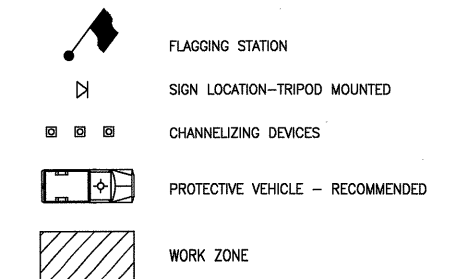 FLAGGING STATION
SIGN LOCATION-TRIPOD MOUNTED
CHANNELIZING DEVICES
PROTECTIVE VEHICLE - RECOMMENDED
WORK ZONE